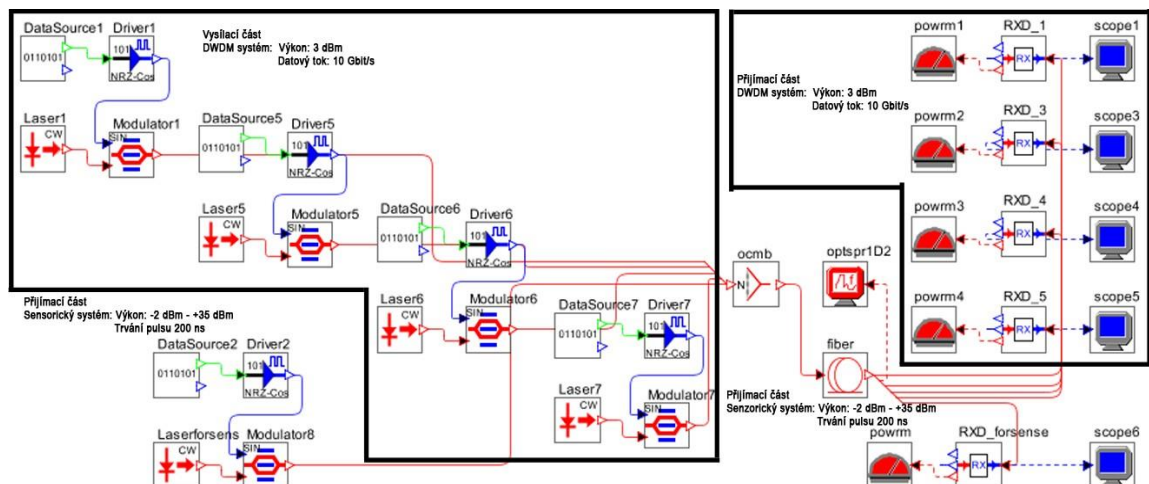 DataSource1 Driver1
0110101
101
NRZ-Cos
Vysílací část
DWDM systém: Výkon: 3 dBm
Datový tok: 10 Gbit/s
Laser1
CW
Modulator1
SIN
DataSource5
0110101
Driver5
101
NRZ-Cos
Laser5
CW
Modulator5
SIN
DataSource6
0110101
Driver6
101
NRZ-Cos
Laser6
CW
Modulator6
SIN
DataSource7
0110101
Driver7
101
NRZ-Cos
Laser7
CW
Modulator7
SIN
Přijímací část
Sensorický systém: Výkon: -2 dBm - +35 dBm
Trvání pulsu 200 ns
DataSource2
0110101
Driver2
101
NRZ-Cos
Laserforsens
CW
Modulator8
SIN
ocmb
N
optspr1D2
fiber
Přijímací část
DWDM systém: Výkon: 3 dBm
Datový tok: 10 Gbit/s
powrm1
RXD_1
RX
scope1
powrm2
RXD_3
RX
scope3
powrm3
RXD_4
RX
scope4
powrm4
RXD_5
RX
scope5
Přijímací část
Senzorický systém: Výkon: -2 dBm - +35 dBm
Trvání pulsu 200 ns
powrm
RXD_forsense
RX
scope6